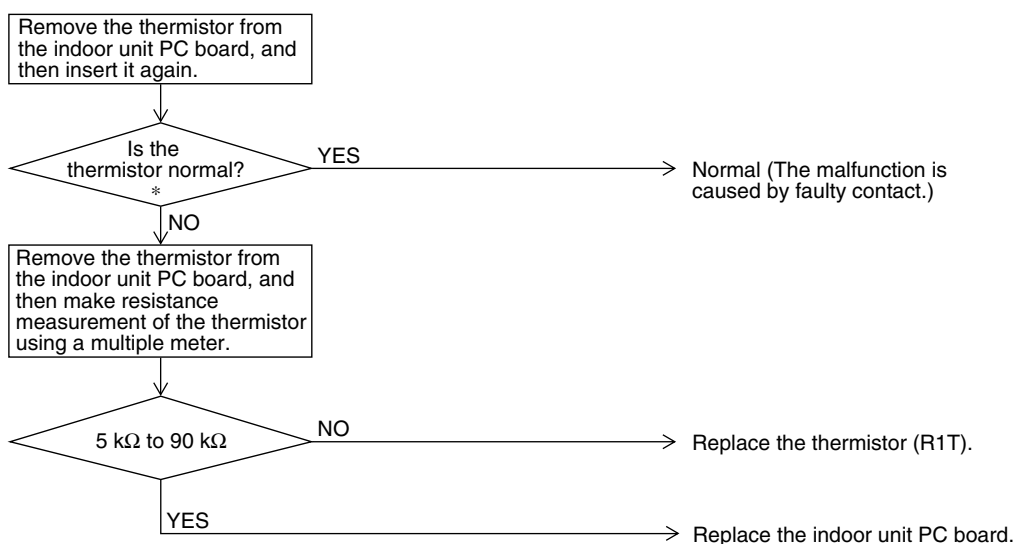 Remove the thermistor from
the indoor unit PC board, and
then insert it again.
Is the
thermistor normal?
*
YES
Normal (The malfunction is
caused by faulty contact.)
NO
Remove the thermistor from
the indoor unit PC board, and
then make resistance
measurement of the thermistor
using a multiple meter.
5 kΩ to 90 kΩ
NO
Replace the thermistor (R1T).
YES
Replace the indoor unit PC board.